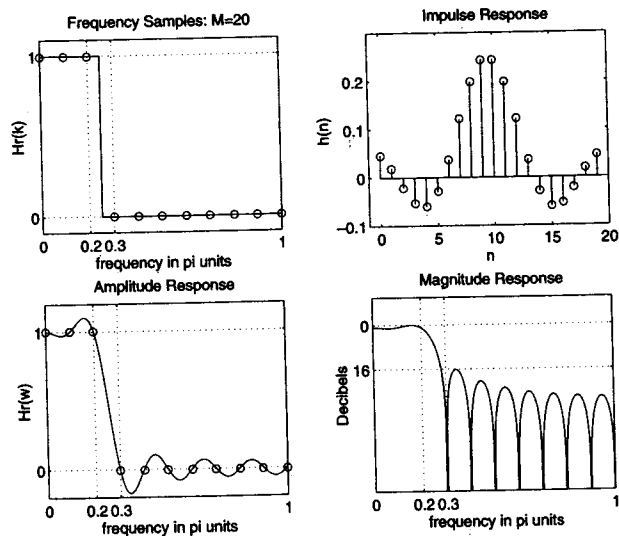 Frequency Samples: M=20
1
Hr(k)
0
0 0.2 0.3 1
frequency in pi units
Impulse Response
0.2
0.1
h(n)
0
-0.1
0 5 10 15 20
n
Amplitude Response
1
Hr(w)
0
0 0.2 0.3 1
frequency in pi units
Magnitude Response
0
16
Decibels
0 0.2 0.3 1
frequency in pi units